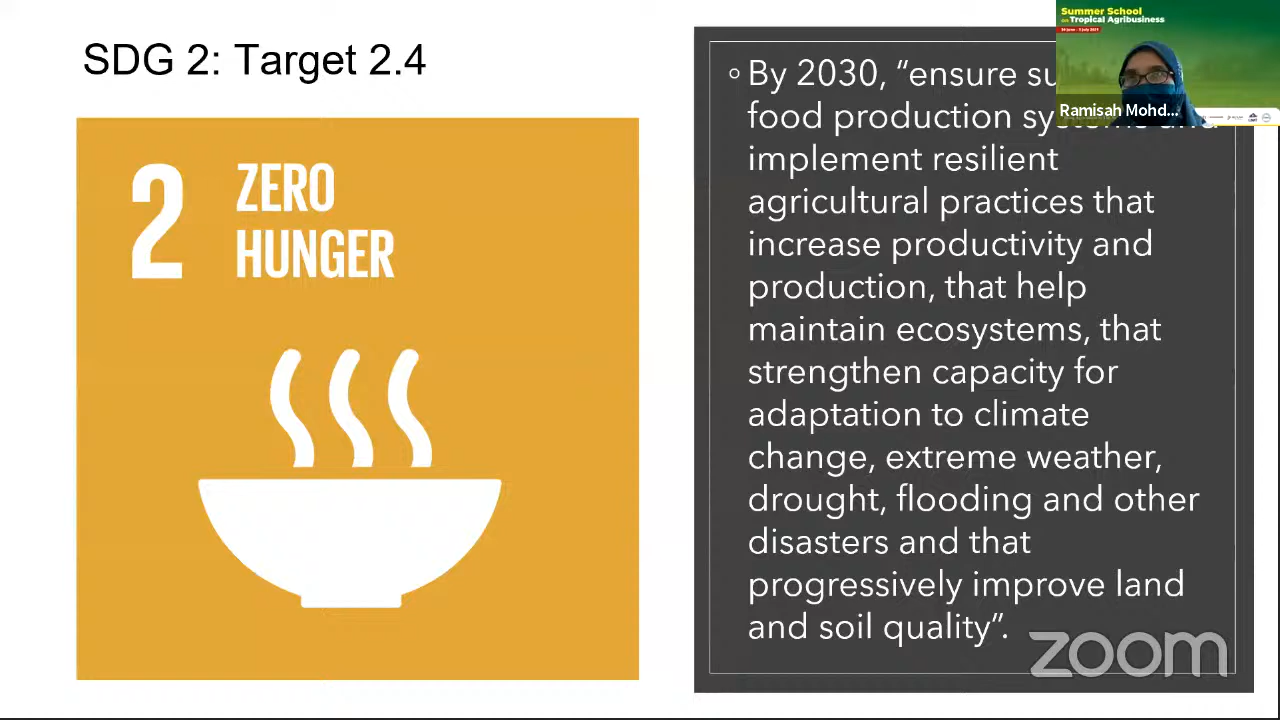 SDG 2: Target 2.4
2 ZERO
HUNGER
By 2030, “ensure su
food production systems and
implement resilient
agricultural practices that
increase productivity and
production, that help
maintain ecosystems, that
strengthen capacity for
adaptation to climate
change, extreme weather,
drought, flooding and other
disasters and that
progressively improve land
and soil quality”.
Summer School
on Tropical Agribusiness
Ramisah Mohd...
zoom